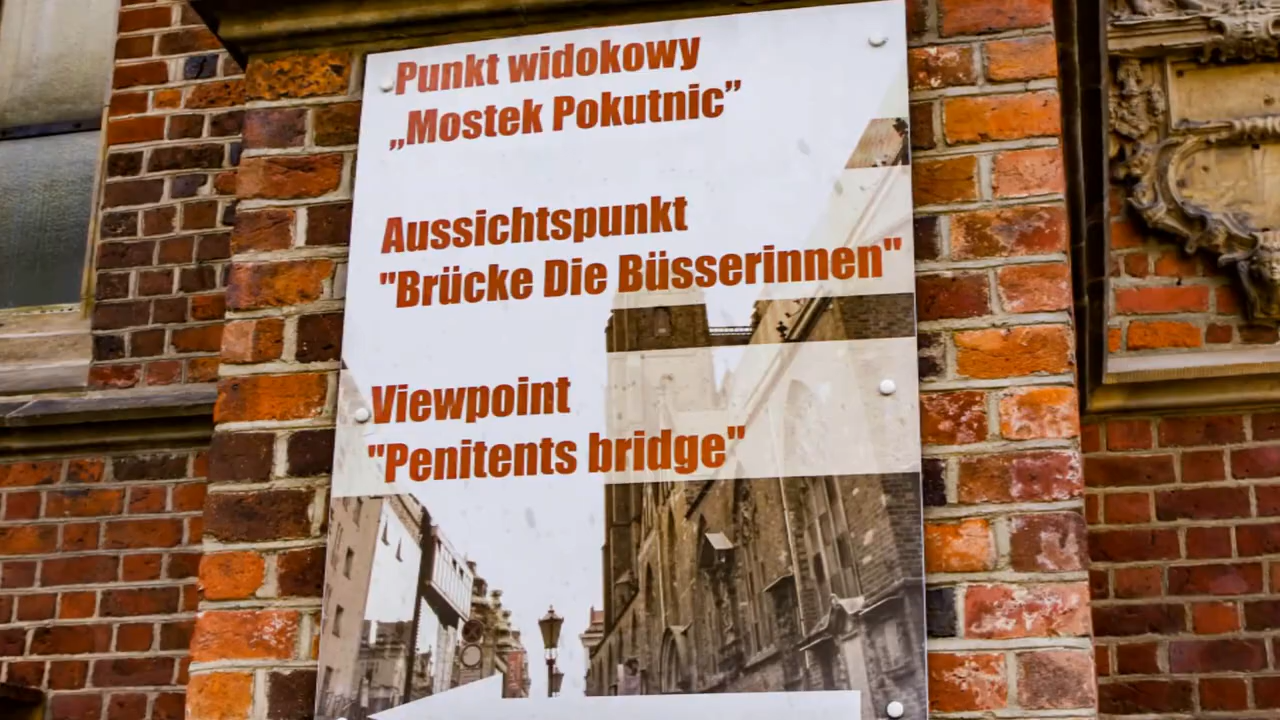 Punkt widokowy
„Mostek Pokutnic”
Aussichtspunkt
"Brücke Die Büsserinnen"
Viewpoint
"Penitents bridge"